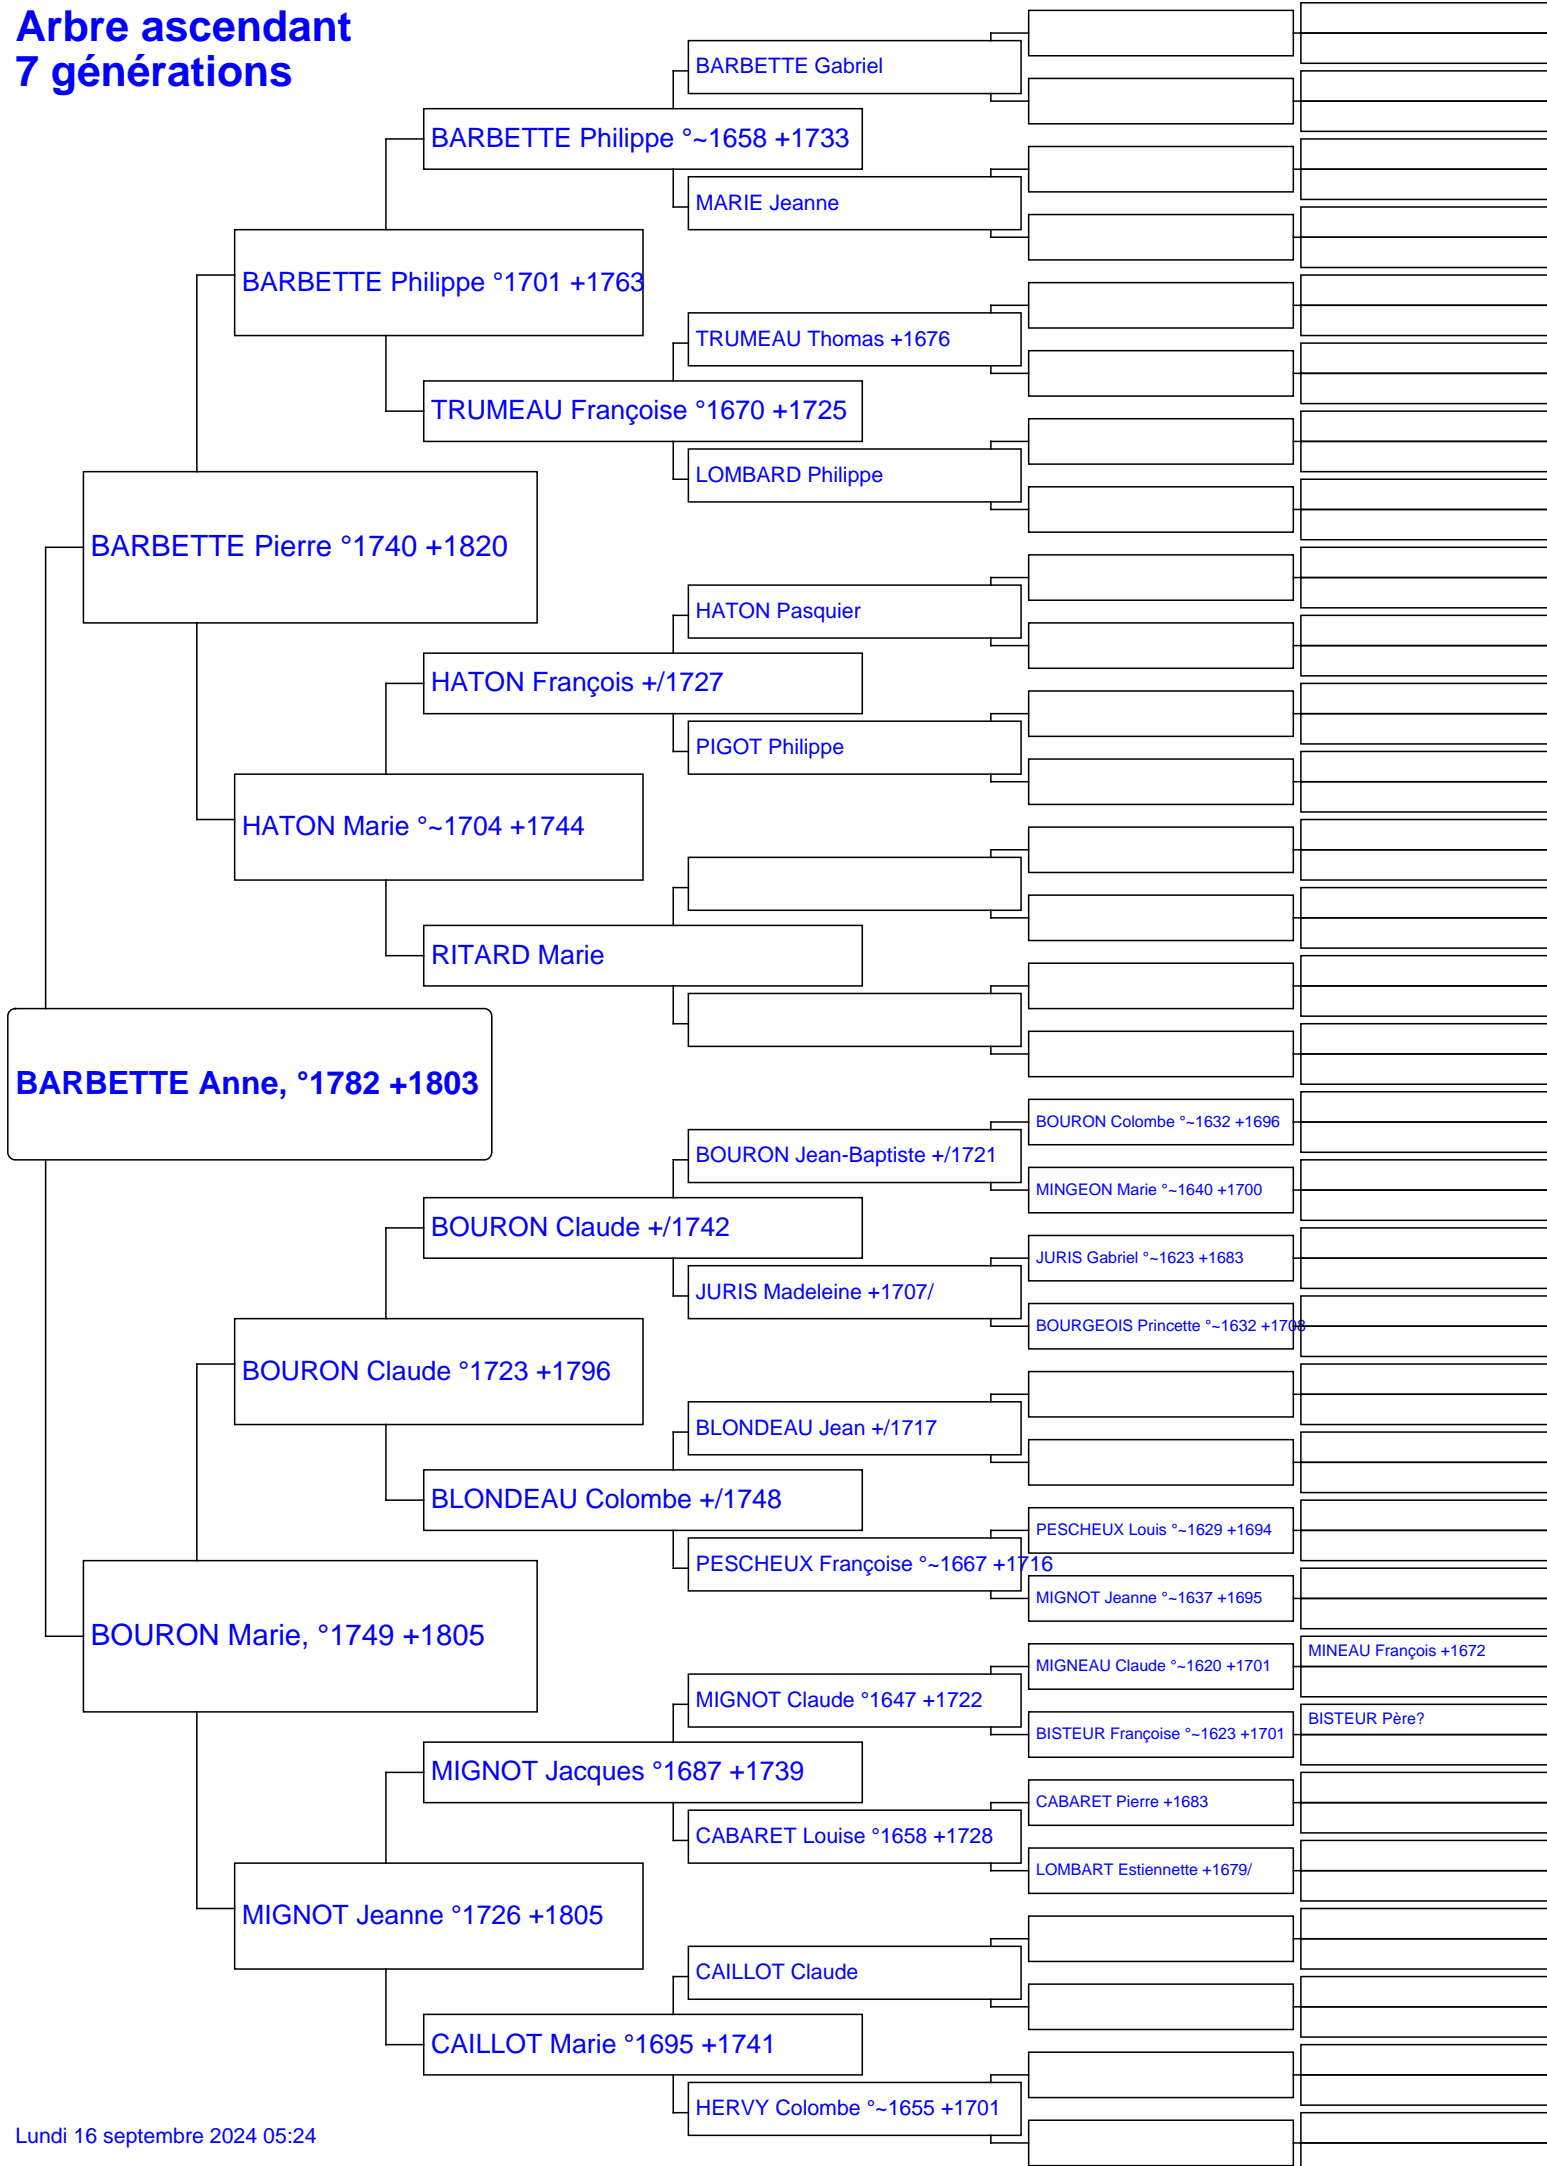 Arbre ascendant
7 générations
BARBETTE Gabriel
BARBETTE Philippe °~1658 +1733
MARIE Jeanne
BARBETTE Philippe °1701 +1763
TRUMEAU Thomas +1676
TRUMEAU Françoise °1670 +1725
LOMBARD Philippe
BARBETTE Pierre °1740 +1820
HATON Pasquier
HATON François +/1727
PIGOT Philippe
HATON Marie °~1704 +1744
RITARD Marie
BARBETTE Anne, °1782 +1803
BOURON Colombe °~1632 +1696
BOURON Jean-Baptiste +/1721
MINGEON Marie °~1640 +1700
BOURON Claude +/1742
JURIS Gabriel °~1623 +1683
JURIS Madeleine +1707/
BOURGEOIS Princette °~1632 +1708
BOURON Claude °1723 +1796
BLONDEAU Jean +/1717
BLONDEAU Colombe +/1748
PESCHEUX Louis °~1629 +1694
PESCHEUX Françoise °~1667 +1716
MIGNOT Jeanne °~1637 +1695
BOURON Marie, °1749 +1805
MINEAU François +1672
MIGNEAU Claude °~1620 +1701
MIGNOT Claude °1647 +1722
BISTEUR Père?
BISTEUR Françoise °~1623 +1701
MIGNOT Jacques °1687 +1739
CABARET Pierre +1683
CABARET Louise °1658 +1728
LOMBART Estiennette +1679/
MIGNOT Jeanne °1726 +1805
CAILLOT Claude
CAILLOT Marie °1695 +1741
HERVY Colombe °~1655 +1701
Lundi 16 septembre 2024 05:24